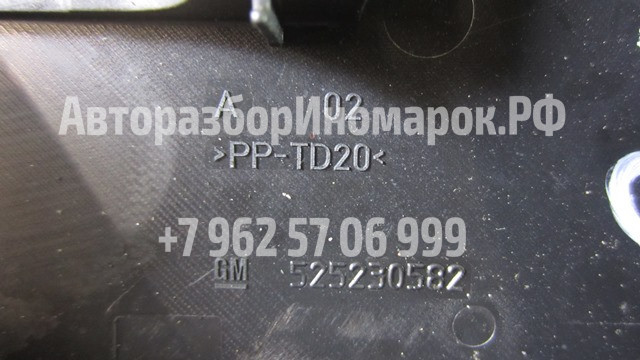 A 02
АвторазборИномарок.РФ
>PP-TD20<
+7 962 57 06 999
GM 525230582